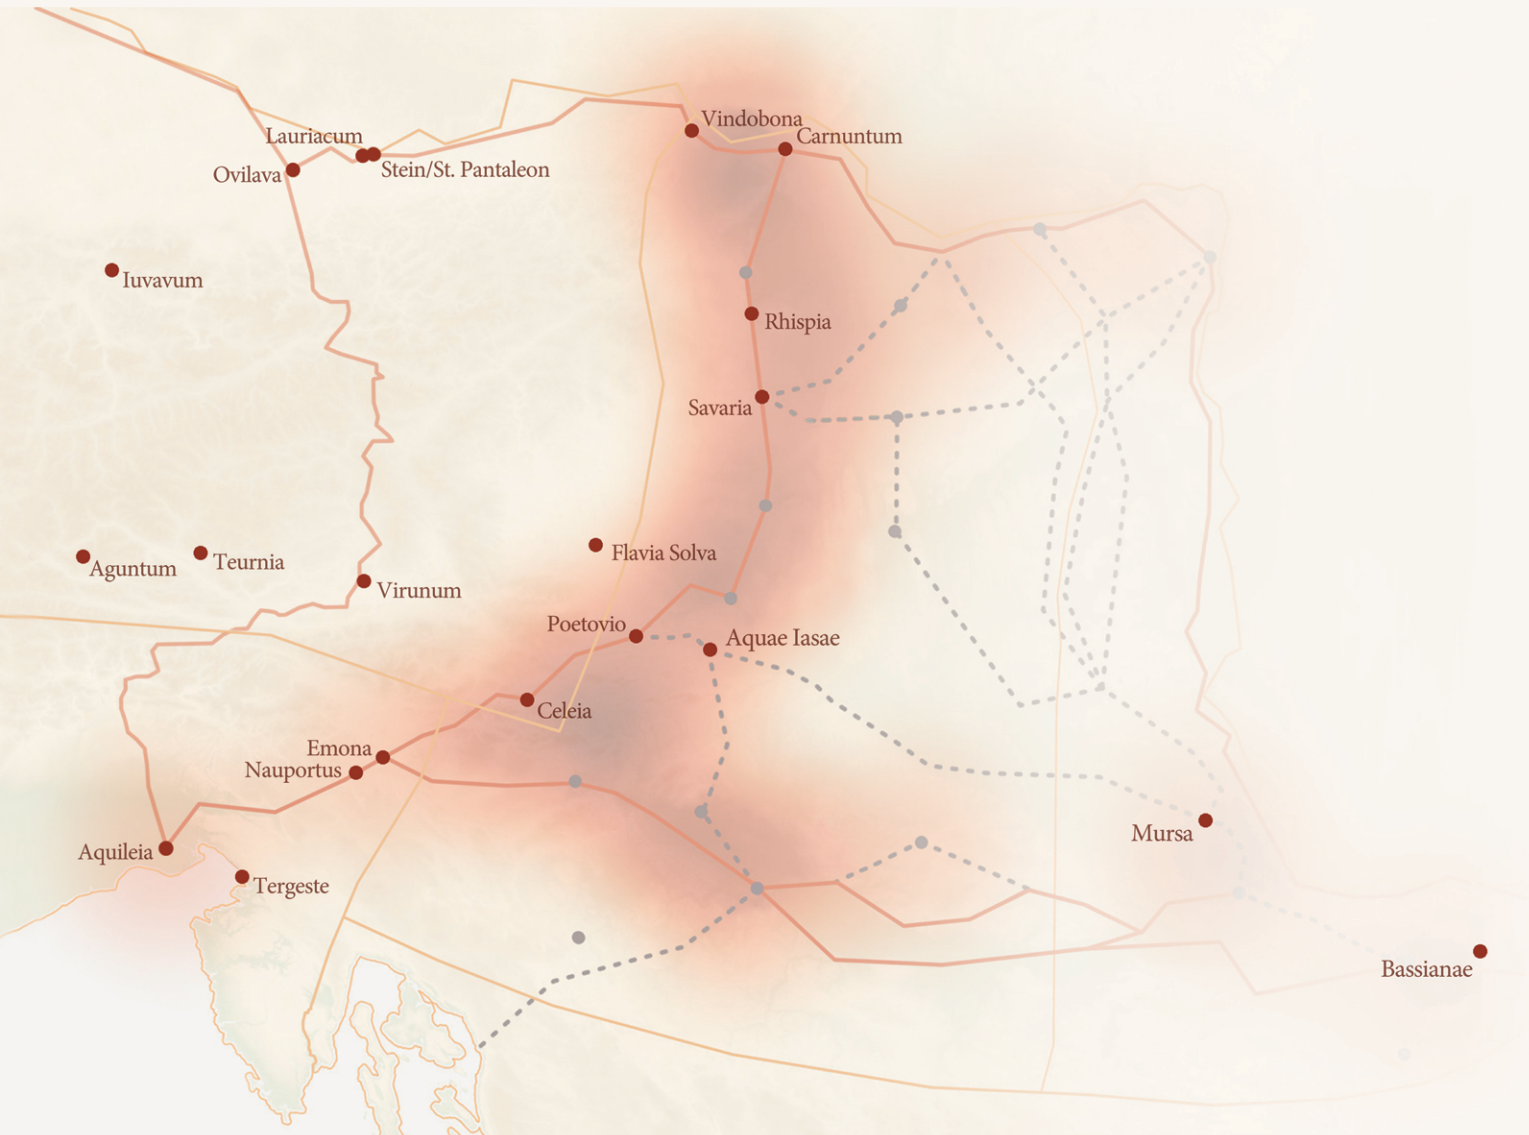 Vindobona
Lauriacum
Carnuntum
Stein/St. Pantaleon
Ovilava
Iuvavum
Rhispia
Savaria
Flavia Solva
Teurnia
Aguntum
Virunum
Poetovio
Aquae Iasae
Celeia
Emona
Nauportus
Mursa
Aquileia
Tergeste
Bassianae